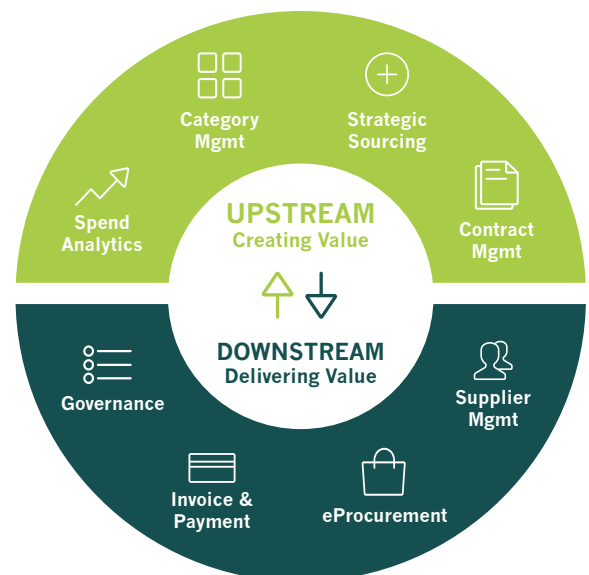 Category
Mgmt
Strategic
Sourcing
Spend
Analytics
Contract
Mgmt
UPSTREAM
Creating Value
DOWNSTREAM
Delivering Value
Governance
Supplier
Mgmt
Invoice &
Payment
eProcurement